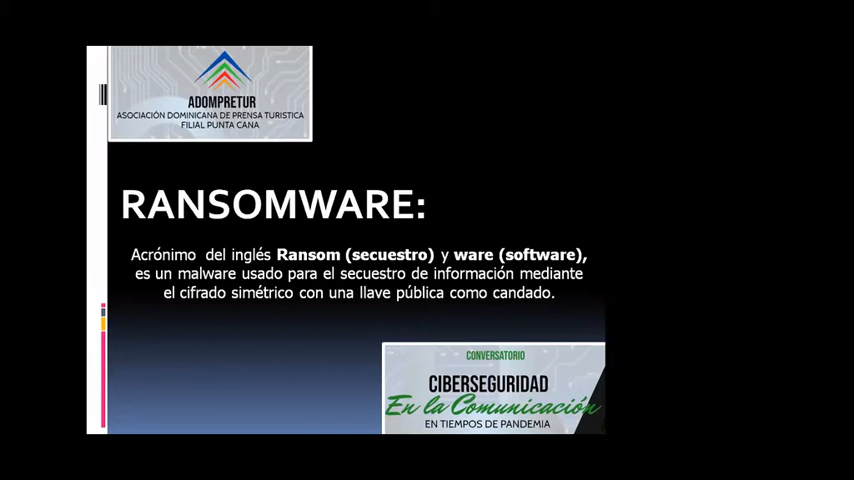 ADOMPRETUR
ASOCIACIÓN DOMINICANA DE PRENSA TURISTICA
FILIAL PUNTA CANA
RANSOMWARE:
Acrónimo del inglés Ransom (secuestro) y ware (software),
es un malware usado para el secuestro de información mediante
el cifrado simétrico con una llave pública como candado.
CONVERSATORIO
CIBERSEGURIDAD
En la Comunicación
EN TIEMPOS DE PANDEMIA